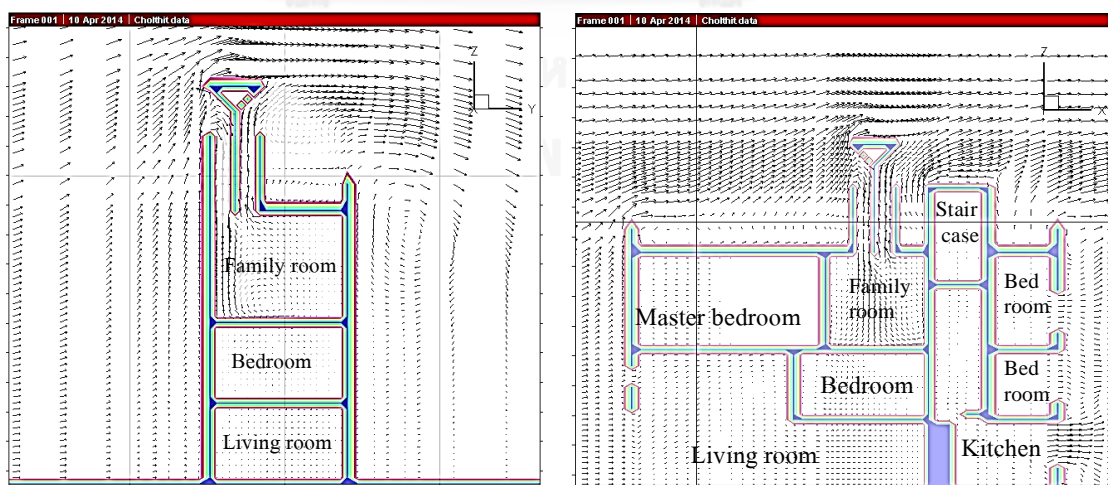 Frame 001 | 10 Apr 2014 | Cholthit data
Z
Y
Family room
Bedroom
Living room
Frame 001 | 10 Apr 2014 | Cholthit data
Z
X
Stair
case
Family
room
Bed
room
Master bedroom
Bedroom
Bed
room
Living room
Kitchen